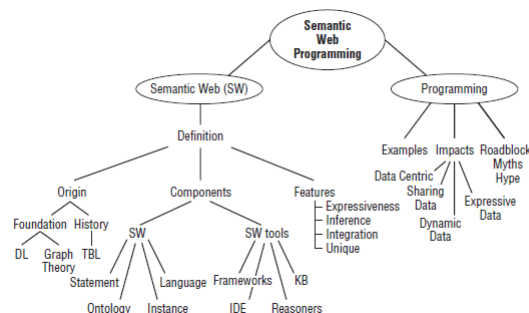 Semantic
Web
Programming
Semantic Web (SW)
Programming
Definition
Examples Impacts Roadblock
Myths
Hype
Data Centric
Sharing
Data
Expressive
Data
Dynamic
Data
Origin
Components
Features
Expressiveness
Inference
Integration
Unique
Foundation History
SW
SW tools
DL
Graph
Theory
TBL
Statement
Language
Frameworks
KB
Ontology
Instance
IDE
Reasoners